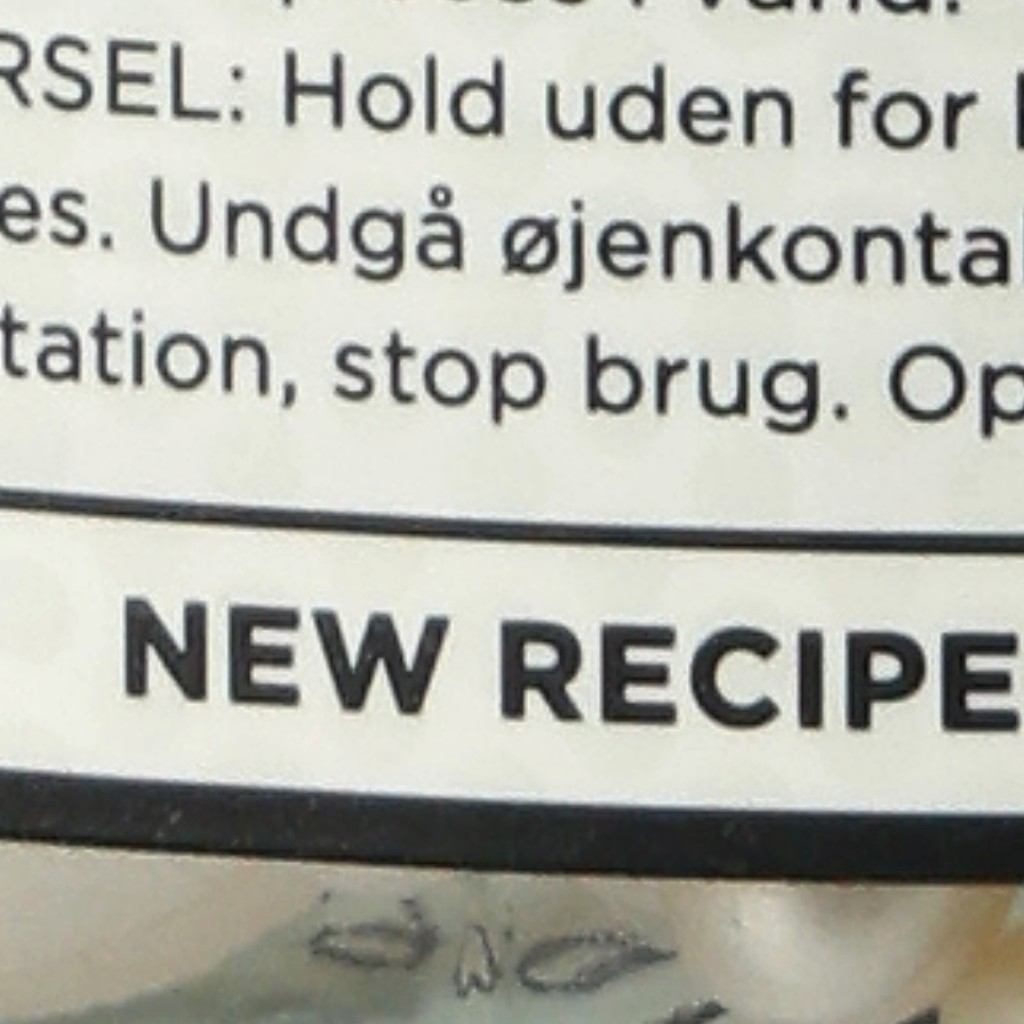 RSEL: Hold uden for
es. Undgå øjenkonta
tation, stop brug. Op
NEW RECIPE